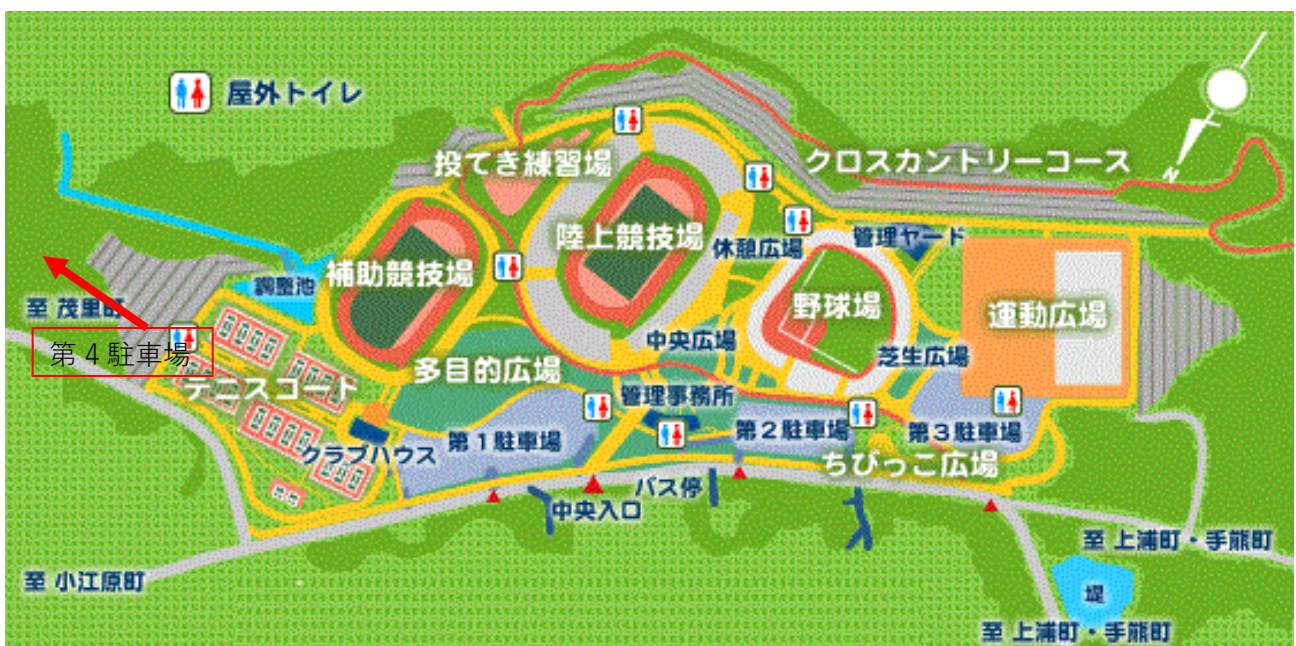 屋外トイレ
投てき練習場
クロスカントリーコース
N
陸上競技場
休憩広場
管理ヤード
補助競技場
調整池
至 茂里町
野球場
運動広場
第４駐車場
中央広場
芝生広場
多目的広場
テニスコート
管理事務所
クラブハウス
第１駐車場
第２駐車場
第３駐車場
ちびっこ広場
バス停
中央入口
至 上浦町・手熊町
至 小江原町
堤
至 上浦町・手熊町